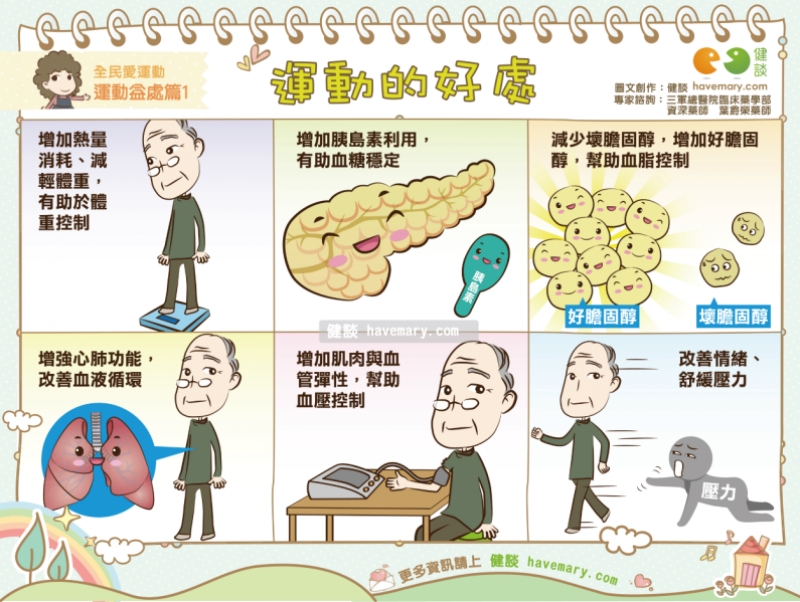 全民愛運動
運動益處篇1
運動的好處
健談
圖文創作：健談 havemary.com
專家諮詢：三軍總醫院臨床藥學部
資深藥師 葉爵榮藥師
增加熱量
消耗、減
輕體重，
有助於體
重控制
增加胰島素利用，
有助血糖穩定
胰島素
減少壞膽固醇，增加好膽固
醇，幫助血脂控制
好膽固醇
壞膽固醇
健談 havemary.com
增強心肺功能，
改善血液循環
增加肌肉與血
管彈性，幫助
血壓控制
改善情緒、
舒緩壓力
壓力
更多資訊請上 健談 havemary.com